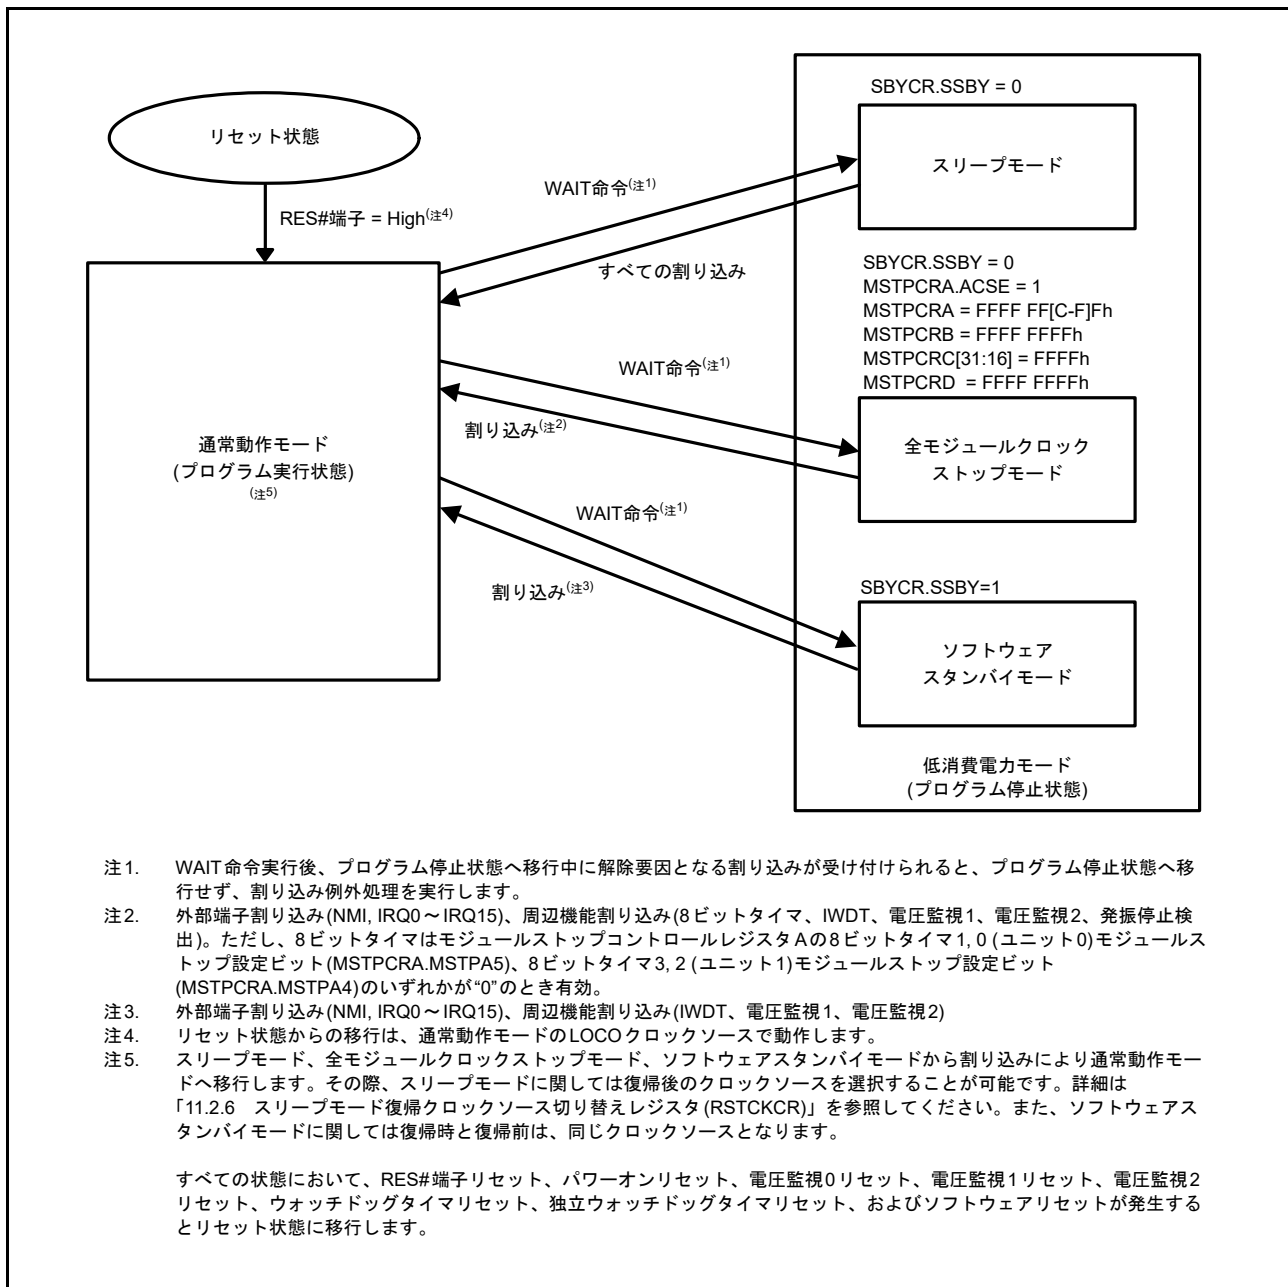 SBYCR.SSBY = 0
リセット状態
スリープモード
WAIT命令(注1)
RES#端子 = High(注4)
すべての割り込み
SBYCR.SSBY = 0
MSTPCRA.ACSE = 1
MSTPCRA = FFFF FF[C-F]Fh
MSTPCRB = FFFF FFFFh
MSTPCRC[31:16] = FFFFh
MSTPCRD = FFFF FFFFh
WAIT命令(注1)
割り込み(注2)
通常動作モード
(プログラム実行状態)
(注5)
全モジュールクロック
ストップモード
WAIT命令(注1)
割り込み(注3)
SBYCR.SSBY=1
ソフトウェア
スタンバイモード
低消費電力モード
(プログラム停止状態)
注1. WAIT命令実行後、プログラム停止状態へ移行中に解除要因となる割り込みが受け付けられると、プログラム停止状態へ移
行せず、割り込み例外処理を実行します。
注2. 外部端子割り込み(NMI, IRQ0～IRQ15)、周辺機能割り込み(8ビットタイマ、IWDT、電圧監視1、電圧監視2、発振停止検
出)。ただし、8ビットタイマはモジュールストップコントロールレジスタAの8ビットタイマ1, 0 (ユニット0)モジュールス
トップ設定ビット(MSTPCRA.MSTPA5)、8ビットタイマ3, 2 (ユニット1)モジュールストップ設定ビット
(MSTPCRA.MSTPA4)のいずれかが“0”のとき有効。
注3. 外部端子割り込み(NMI, IRQ0～IRQ15)、周辺機能割り込み(IWDT、電圧監視1、電圧監視2)
注4. リセット状態からの移行は、通常動作モードのLOCOクロックソースで動作します。
注5. スリープモード、全モジュールクロックストップモード、ソフトウェアスタンバイモードから割り込みにより通常動作モー
ドへ移行します。その際、スリープモードに関しては復帰後のクロックソースを選択することが可能です。詳細は
「11.2.6 スリープモード復帰クロックソース切り替えレジスタ(RSTCKCR)」を参照してください。また、ソフトウェアス
タンバイモードに関しては復帰時と復帰前は、同じクロックソースとなります。
すべての状態において、RES#端子リセット、パワーオンリセット、電圧監視0リセット、電圧監視1リセット、電圧監視2
リセット、ウォッチドッグタイマリセット、独立ウォッチドッグタイマリセット、およびソフトウェアリセットが発生する
とリセット状態に移行します。